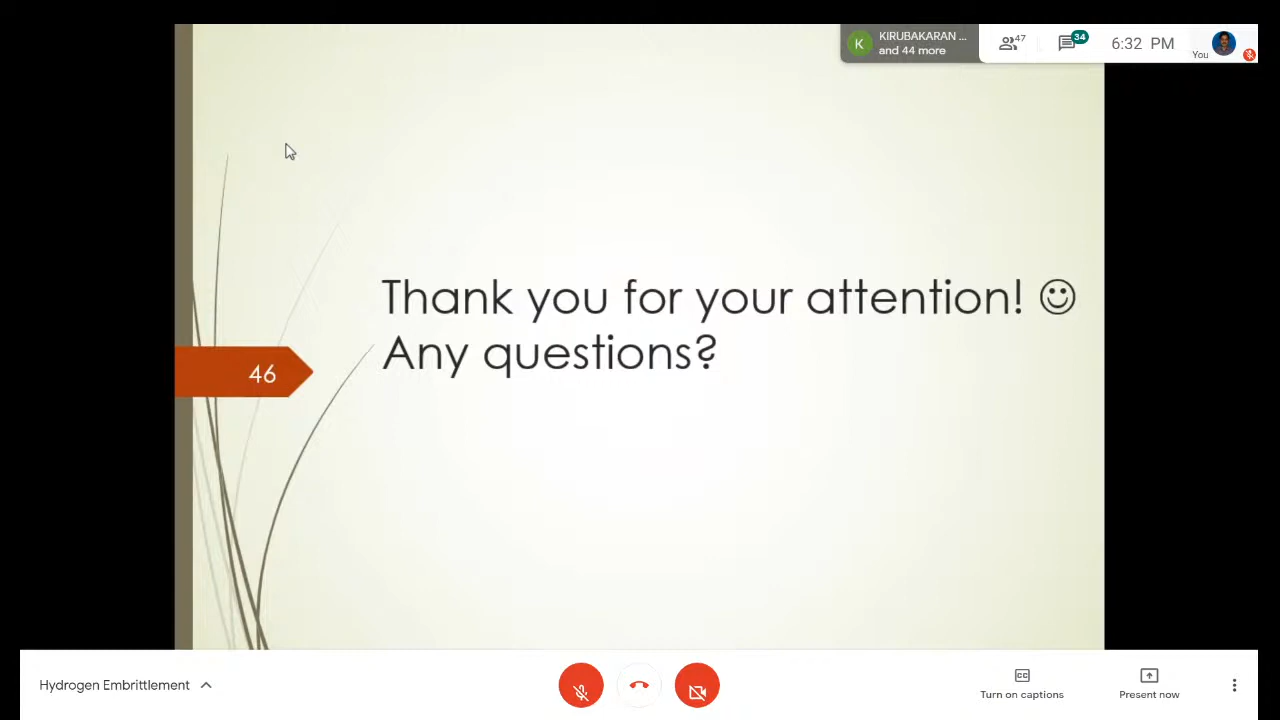 KIRUBAKARAN ...
and 44 more
K
47
34
6:32 PM
You
Thank you for your attention! ☺
Any questions?
46
Hydrogen Embrittlement
CC
Turn on captions
Present now